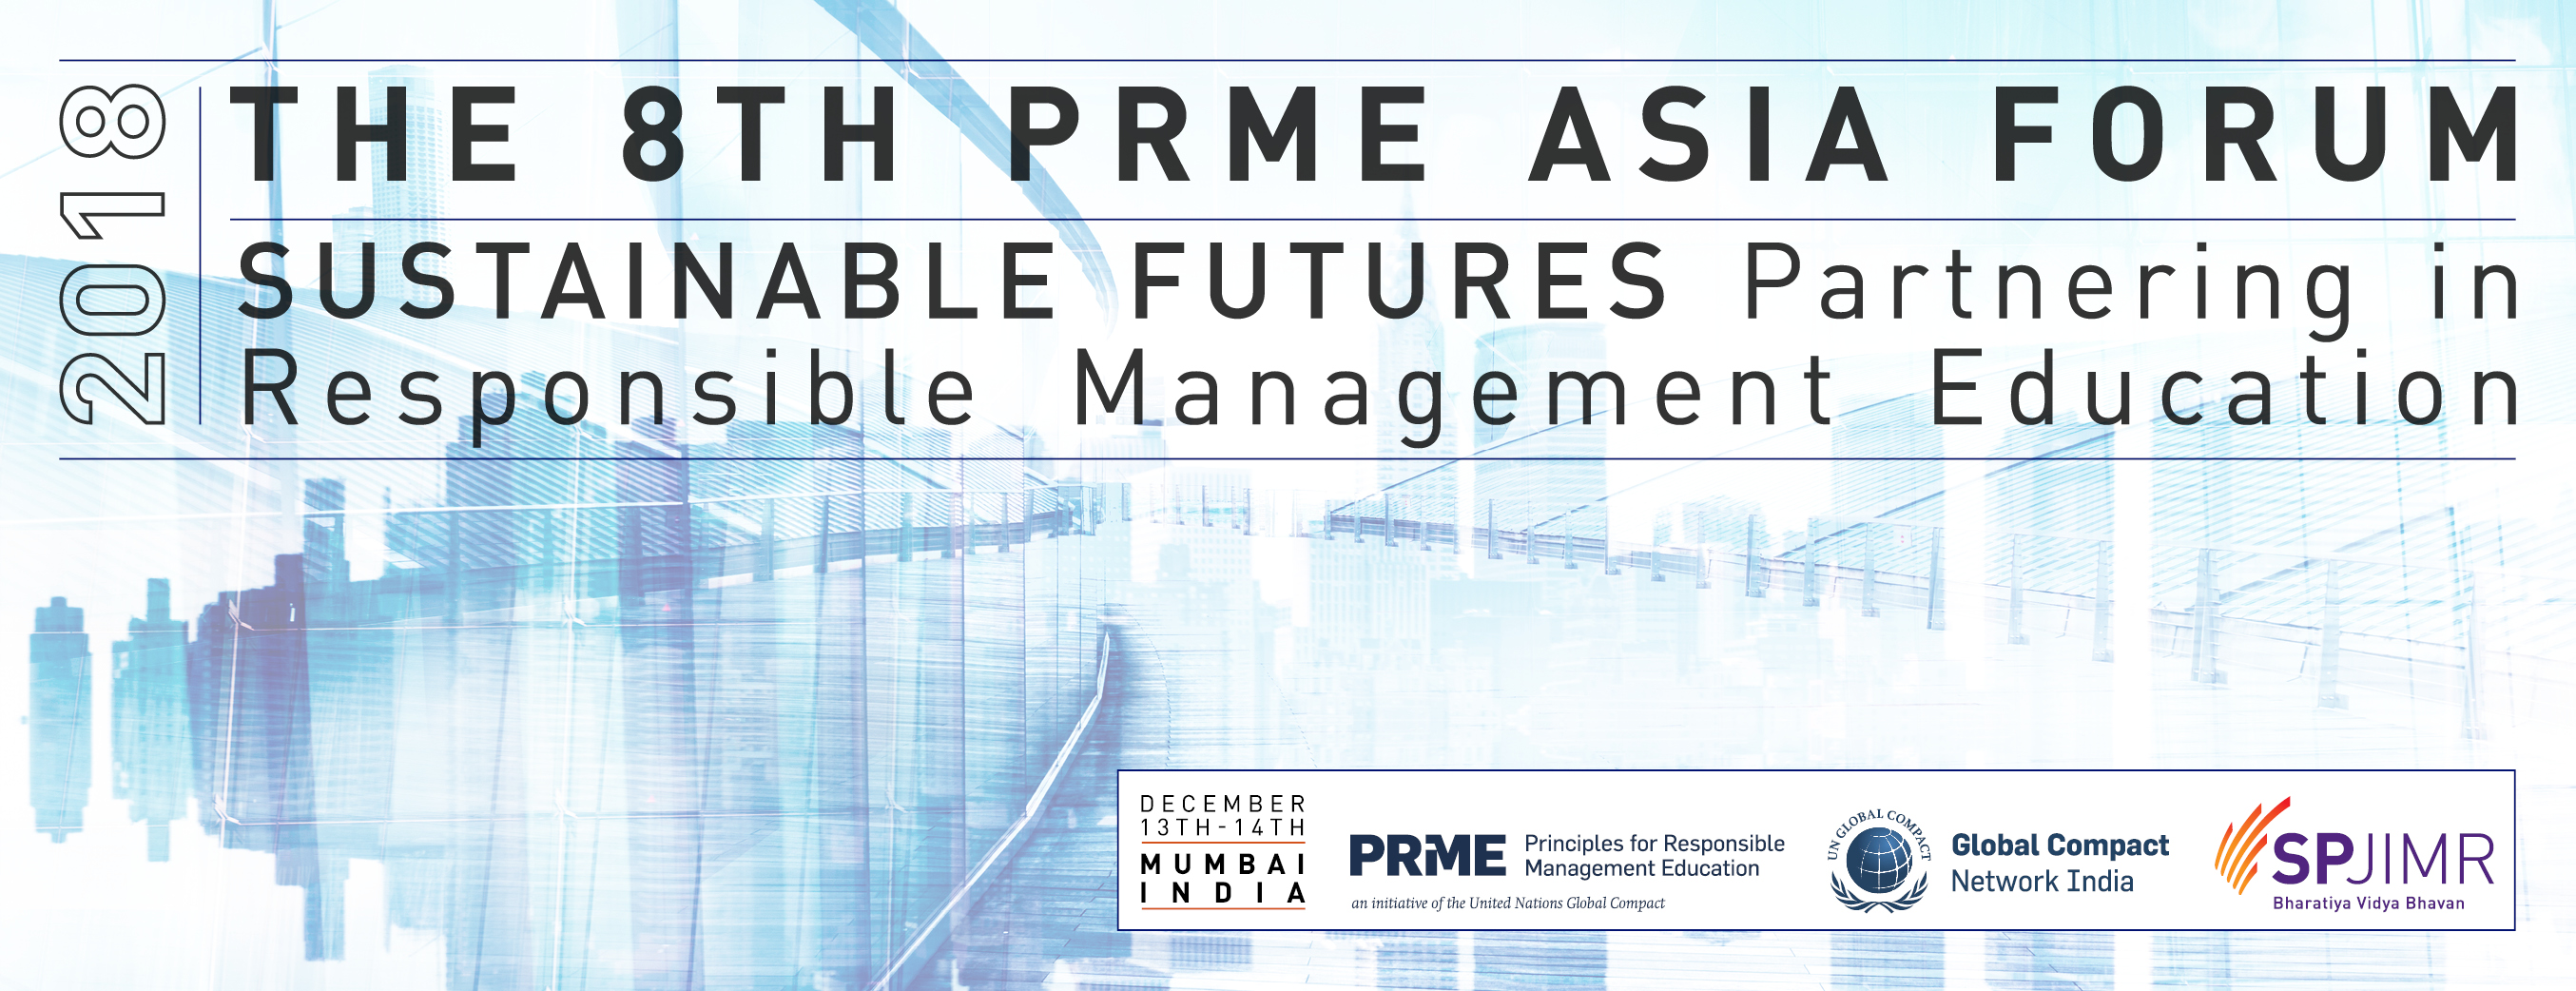 2018
THE 8TH PRME ASIA FORUM
SUSTAINABLE FUTURES Partnering in
Responsible Management Education
DECEMBER
13TH-14TH
MUMBAI
INDIA
PRME
Principles for Responsible
Management Education
an initiative of the United Nations Global Compact
UN GLOBAL COMPACT
Global Compact
Network India
SPJIMR
Bharatiya Vidya Bhavan